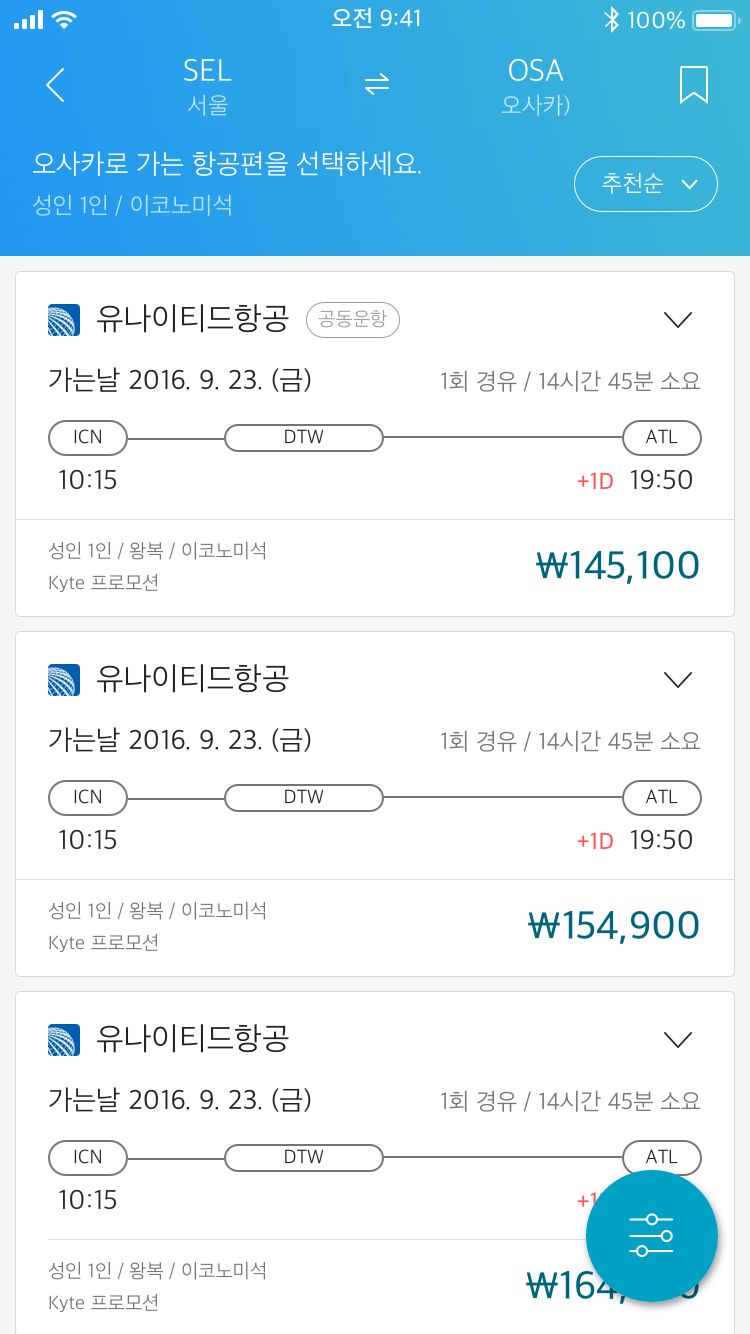 오전 9:41
100%
SEL
서울
⇌
OSA
오사카)
오사카로 가는 항공편을 선택하세요.
성인 1인 / 이코노미석
추천순
유나이티드항공 공동운항
가는날 2016. 9. 23. (금) 1회 경유 / 14시간 45분 소요
ICN DTW ATL
10:15 +1D 19:50
성인 1인 / 왕복 / 이코노미석
Kyte 프로모션
₩145,100
유나이티드항공
가는날 2016. 9. 23. (금) 1회 경유 / 14시간 45분 소요
ICN DTW ATL
10:15 +1D 19:50
성인 1인 / 왕복 / 이코노미석
Kyte 프로모션
₩154,900
유나이티드항공
가는날 2016. 9. 23. (금) 1회 경유 / 14시간 45분 소요
ICN DTW ATL
10:15
성인 1인 / 왕복 / 이코노미석
Kyte 프로모션